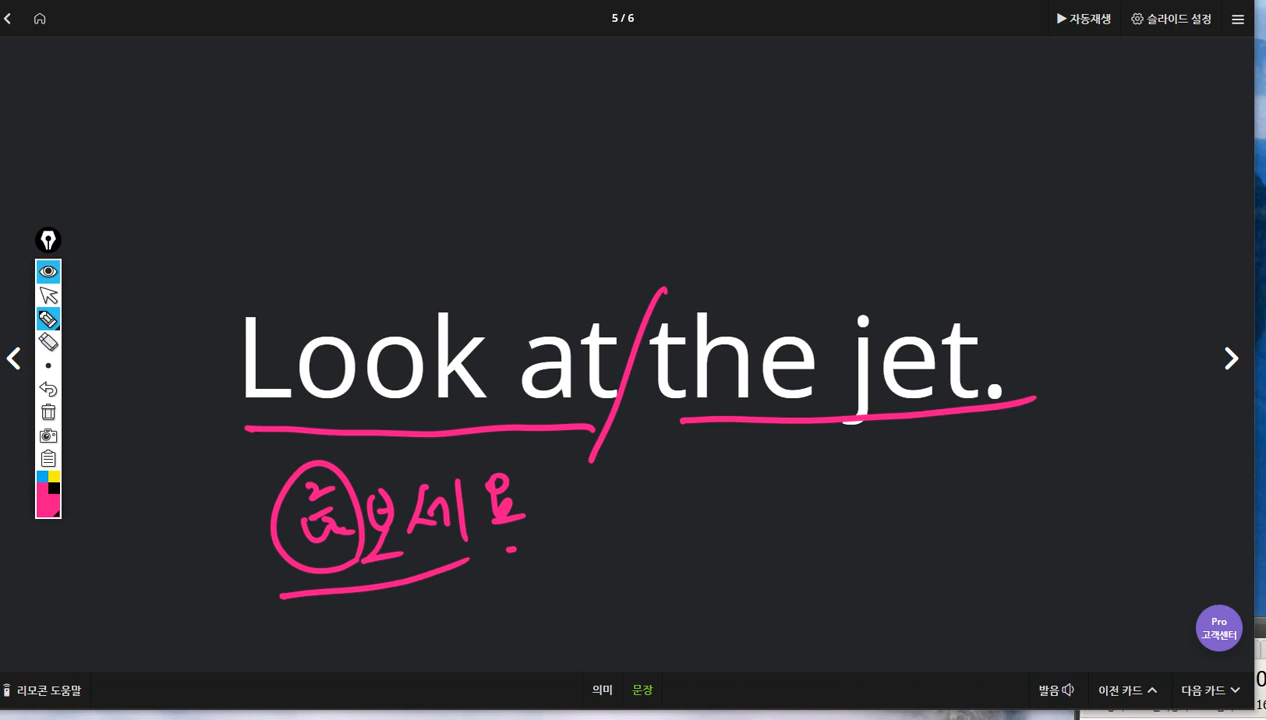 5 / 6
▶ 자동재생
슬라이드 설정
Look at the jet.
보세요
Pro
고객센터
리모콘 도움말
의미
문장
발음
이전 카드
다음 카드